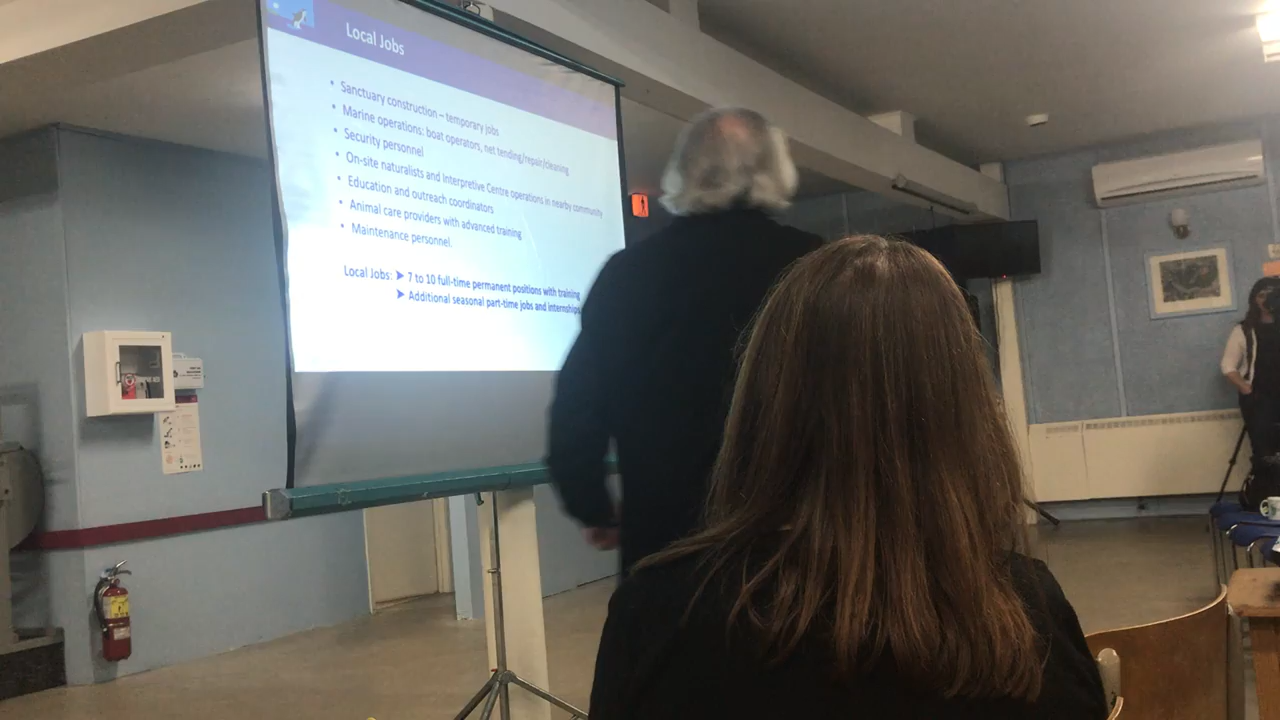 Local Jobs
• Sanctuary construction – temporary jobs
• Marine operations: boat operators, net tending/repair/cleaning
• Security personnel
• On-site naturalists and Interpretive Centre operations in nearby community
• Education and outreach coordinators
• Animal care providers with advanced training
• Maintenance personnel.
Local Jobs: ➤ 7 to 10 full-time permanent positions with training
➤ Additional seasonal part-time jobs and internships